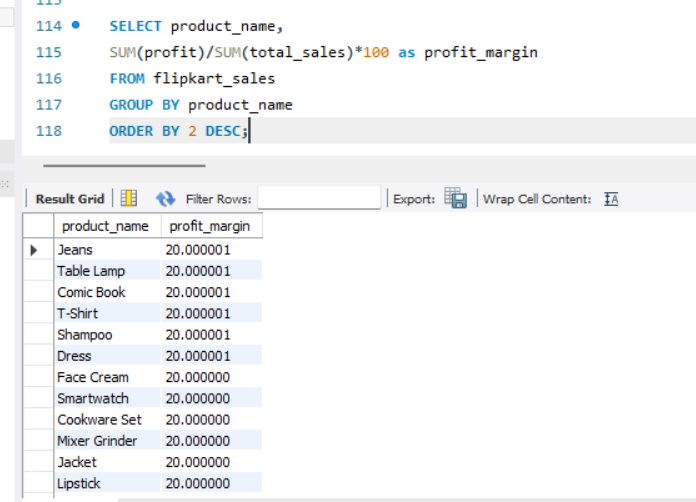 114 SELECT product_name,
115 SUM(profit)/SUM(total_sales)*100 as profit_margin
116 FROM flipkart_sales
117 GROUP BY product_name
118 ORDER BY 2 DESC;
Result Grid Filter Rows: Export: Wrap Cell Content:
product_name profit_margin
Jeans 20.000001
Table Lamp 20.000001
Comic Book 20.000001
T-Shirt 20.000001
Shampoo 20.000001
Dress 20.000001
Face Cream 20.000000
Smartwatch 20.000000
Cookware Set 20.000000
Mixer Grinder 20.000000
Jacket 20.000000
Lipstick 20.000000